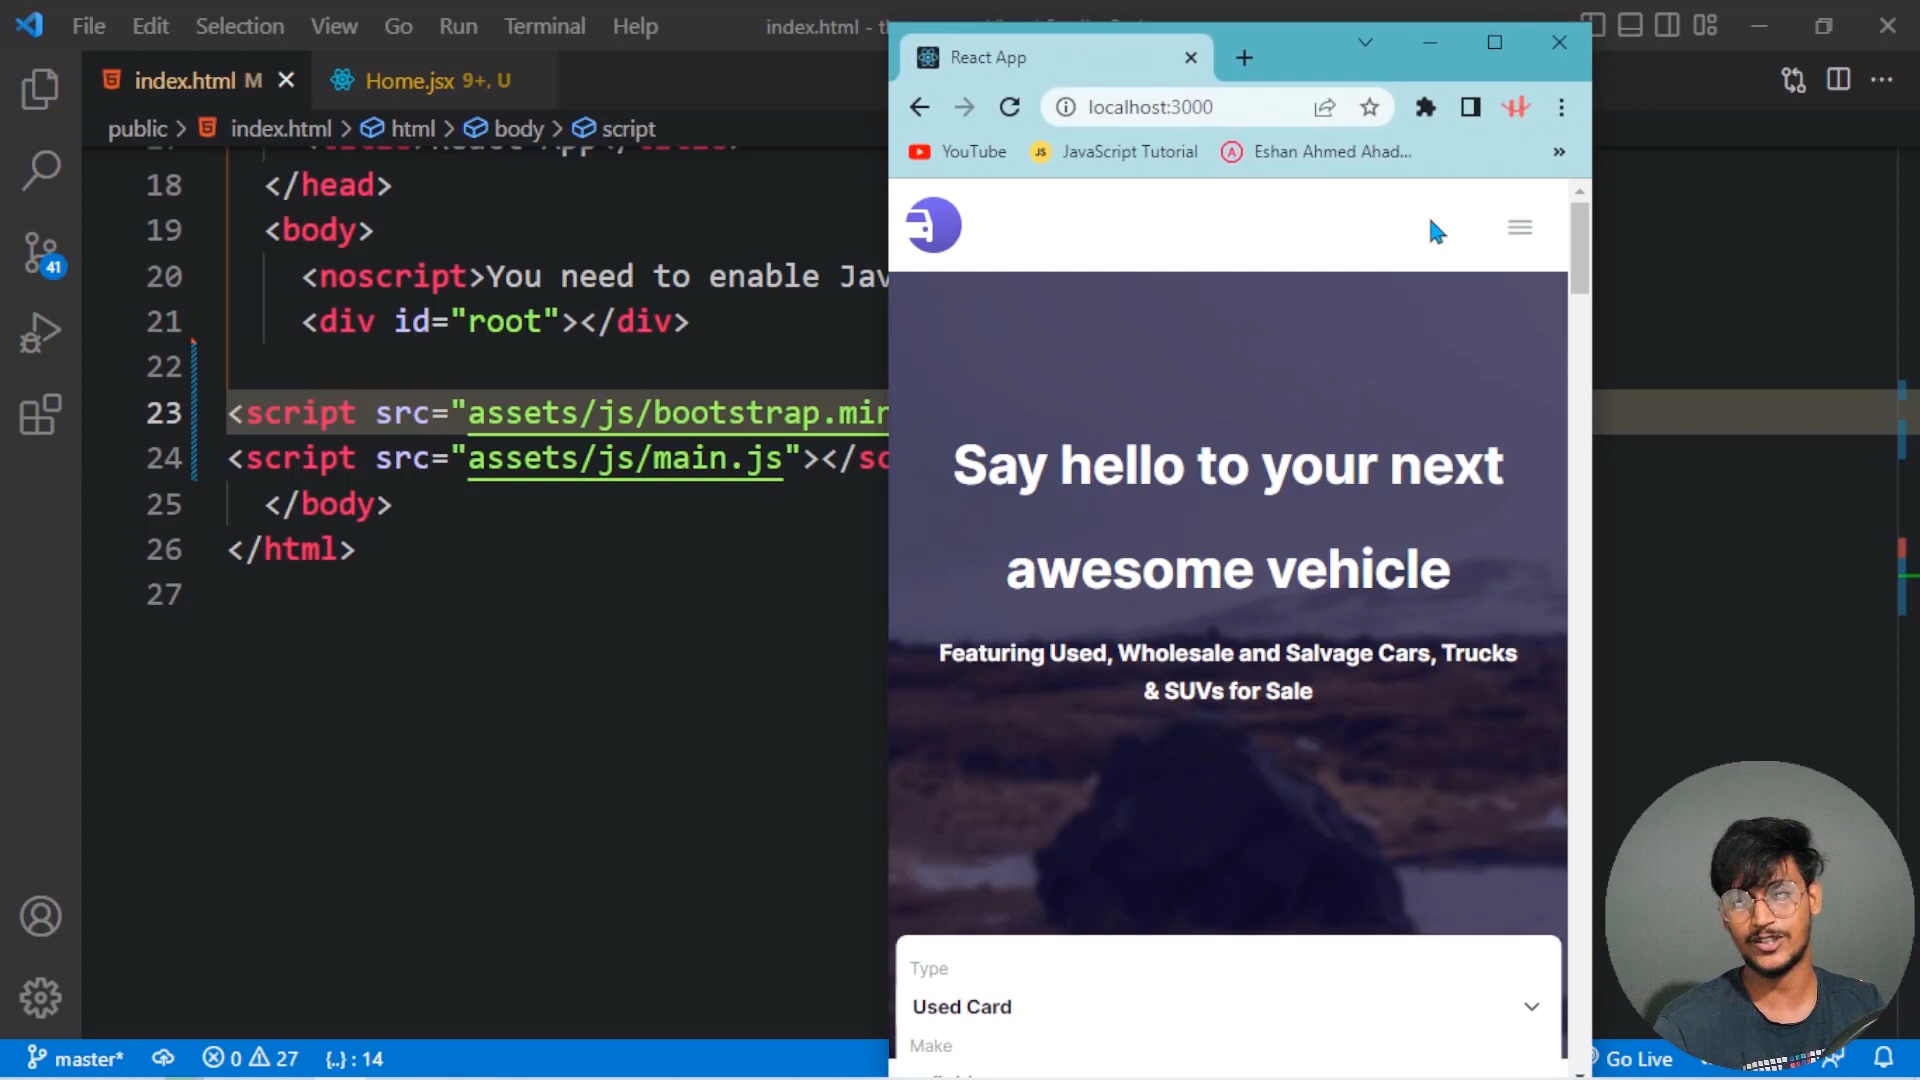 File Edit Selection View Go Run Terminal Help
index.html - t
index.html M
Home.jsx 9+, U
public > index.html > html > body > script
18 </head>
19 <body>
20 <noscript>You need to enable Jav
21 <div id="root"></div>
22
23 <script src="assets/js/bootstrap.min
24 <script src="assets/js/main.js"></sc
25 </body>
26 </html>
27
41
master* 0 27 {..} : 14
Go Live
React App
localhost:3000
YouTube JS JavaScript Tutorial A Eshan Ahmed Ahad...
Say hello to your next
awesome vehicle
Featuring Used, Wholesale and Salvage Cars, Trucks
& SUVs for Sale
Type
Used Card
Make